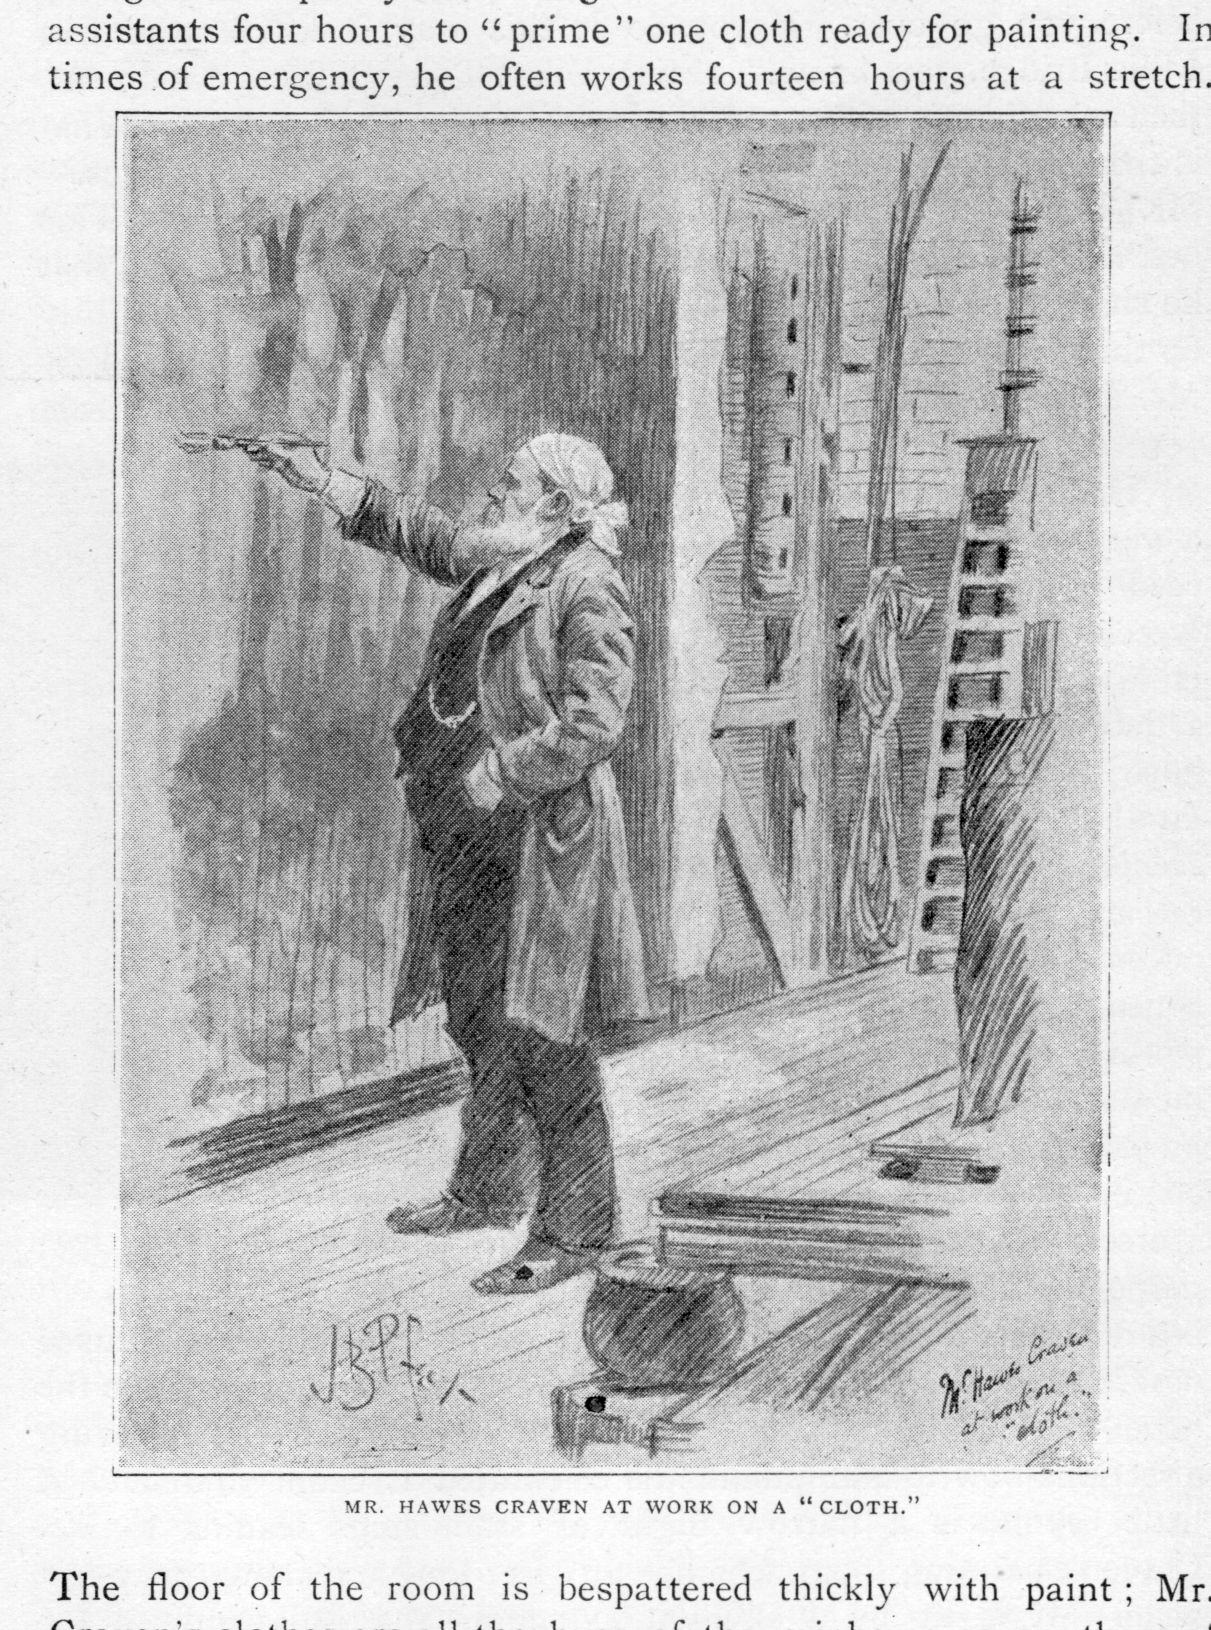 assistants four hours to “prime” one cloth ready for painting. In
times of emergency, he often works fourteen hours at a stretch.
Mr. Hawes Craven
at work on a
"cloth."
MR. HAWES CRAVEN AT WORK ON A “CLOTH.”
The floor of the room is bespattered thickly with paint; Mr.